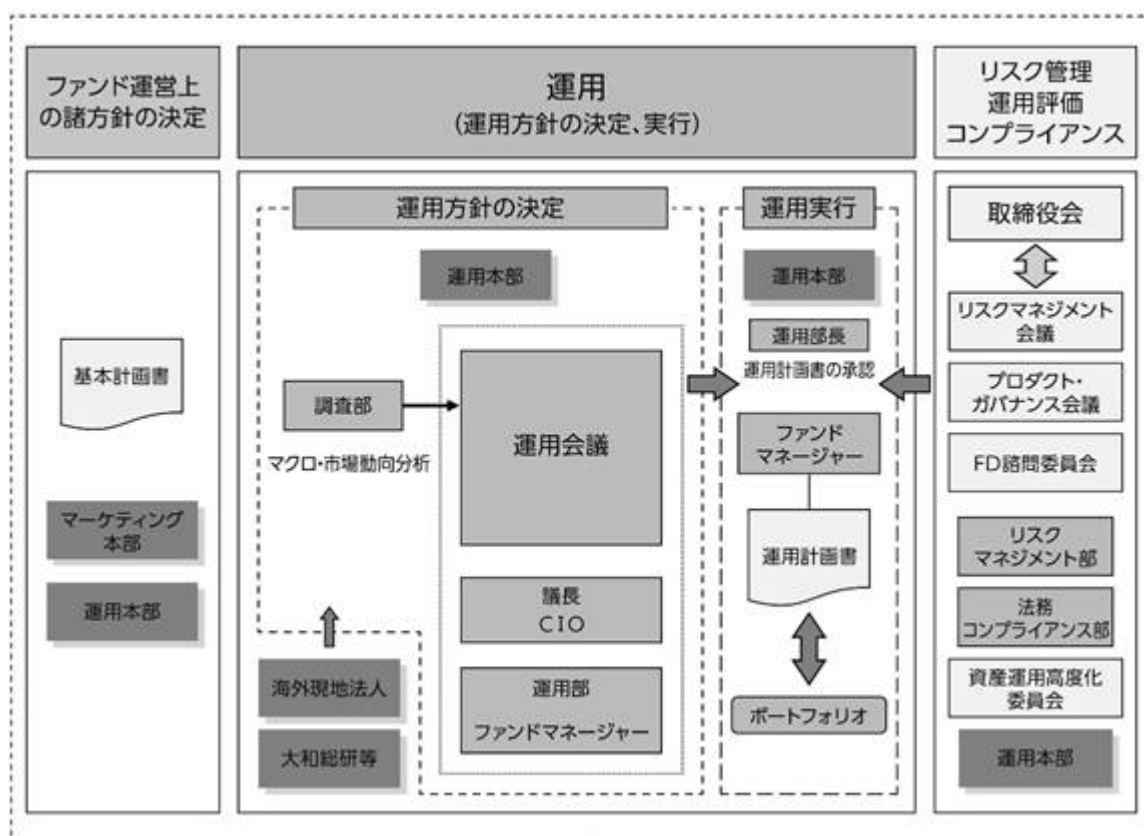 ファンド運営上
の諸方針の決定
運用
(運用方針の決定、実行)
リスク管理
運用評価
コンプライアンス
基本計画書
マーケティング
本部
運用本部
運用方針の決定
運用本部
調査部
マクロ・市場動向分析
運用会議
議長
CIO
運用部
ファンドマネージャー
海外現地法人
大和総研等
運用実行
運用本部
運用部長
運用計画書の承認
ファンド
マネージャー
運用計画書
ポートフォリオ
取締役会
リスクマネジメント
会議
プロダクト・
ガバナンス会議
FD諮問委員会
リスク
マネジメント部
法務
コンプライアンス部
資産運用高度化
委員会
運用本部